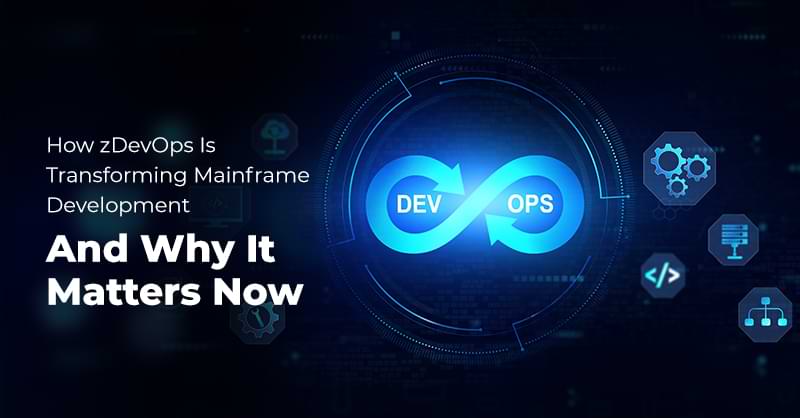 How zDevOps Is
Transforming Mainframe
Development
And Why It
Matters Now
DEV
OPS
</>